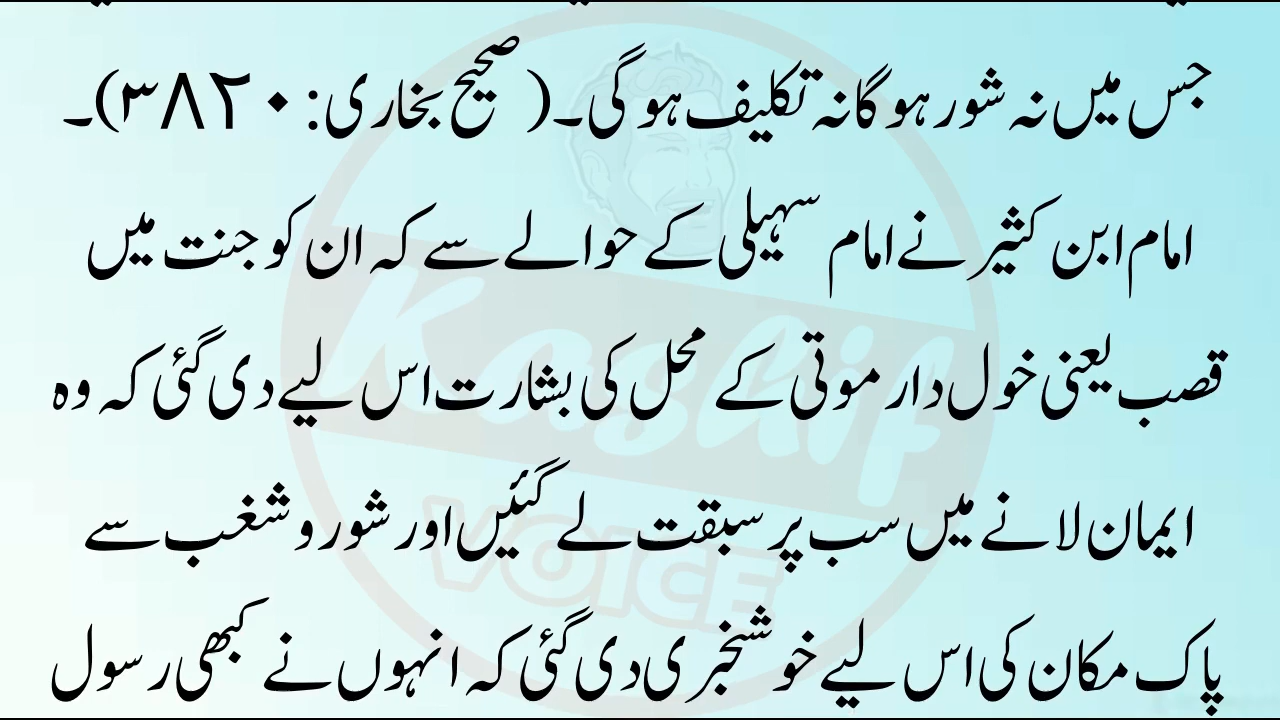 جس میں نہ شور ہو گا نہ تکلیف ہو گی۔ (صحیح بخاری: ۳۸۲۰)۔
امام ابن کثیر نے امام سہیلی کے حوالے سے کہ ان کو جنت میں
قصب یعنی خول دار موتی کے محل کی بشارت اس لیے دی گئی کہ وہ
ایمان لانے میں سب پر سبقت لے گئیں اور شور و شغب سے
پاک مکان کی اس لیے خوشخبری دی گئی کہ انہوں نے کبھی رسول
Kashif
VOICE